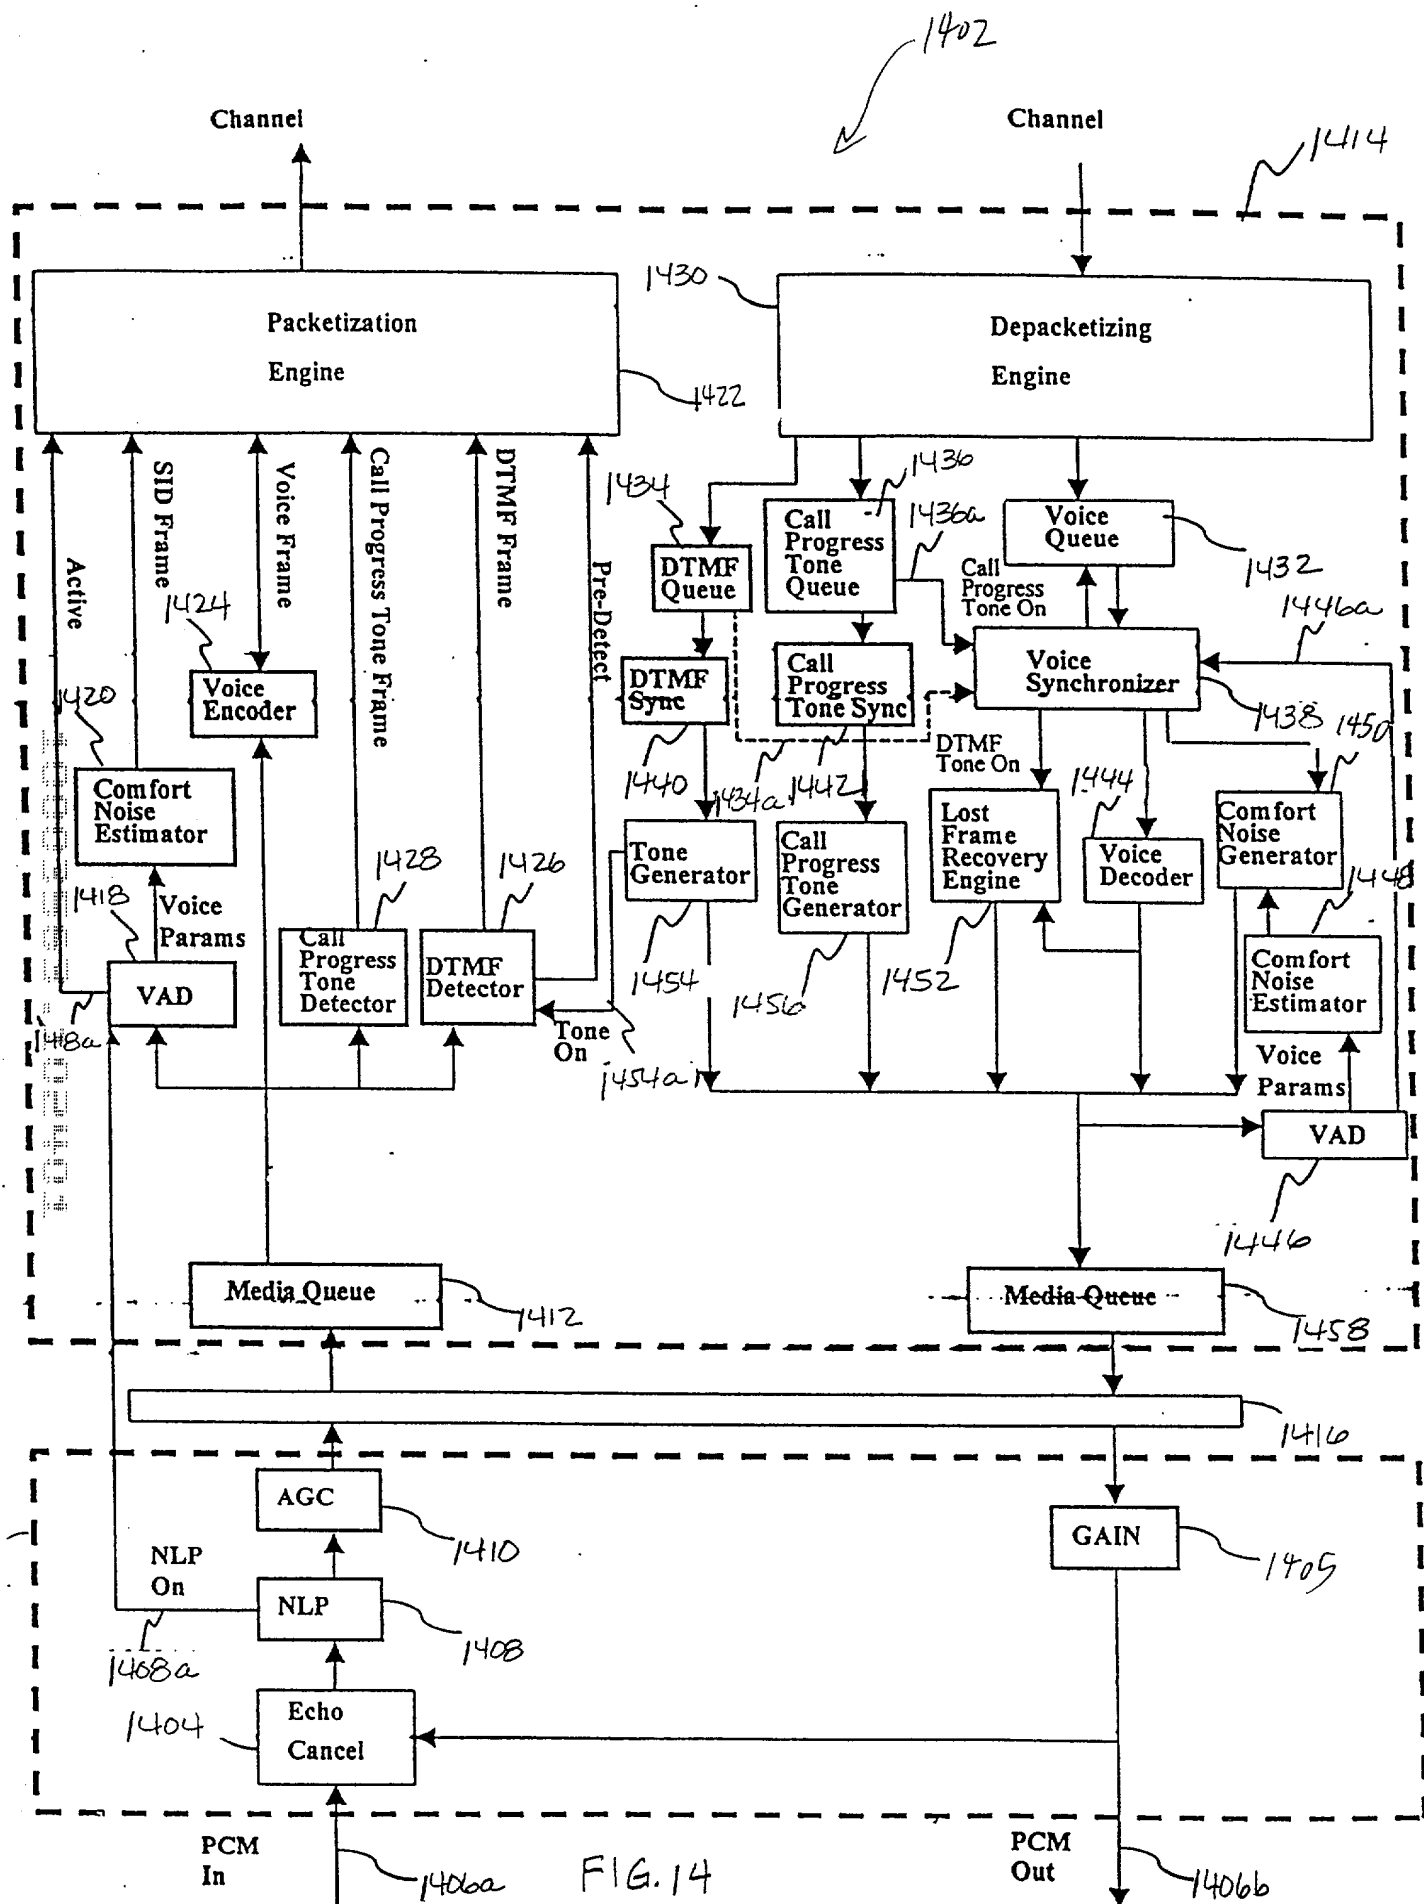 1402
Channel
Channel
1414
1430
Packetization
Engine
Depacketizing
Engine
1422
Active
SID Frame
Voice Frame
Call Progress Tone Frame
DTMF Frame
Pre-Detect
1434
1436
1436a
Call
Progress
Tone
Queue
Voice
Queue
1432
DTMF
Queue
Call
Progress
Tone On
1446a
1424
Voice
Encoder
DTMF
Sync
Call
Progress
Tone Sync
Voice
Synchronizer
1438
1450
1420
1440
1434a
1442
DTMF
Tone On
1444
Comfort
Noise
Estimator
Tone
Generator
Call
Progress
Tone
Generator
Lost
Frame
Recovery
Engine
Voice
Decoder
Comfort
Noise
Generator
1448
1418
Voice
Params
1428
1426
Call
Progress
Tone
Detector
DTMF
Detector
1454
1456
1452
Comfort
Noise
Estimator
VAD
1418a
Tone
On
1454a
Voice
Params
VAD
1446
Media Queue
1412
Media Queue
1458
1416
AGC
1410
GAIN
1405
NLP
On
NLP
1408
1408a
1404
Echo
Cancel
PCM
In
1406a
FIG. 14
PCM
Out
1406b